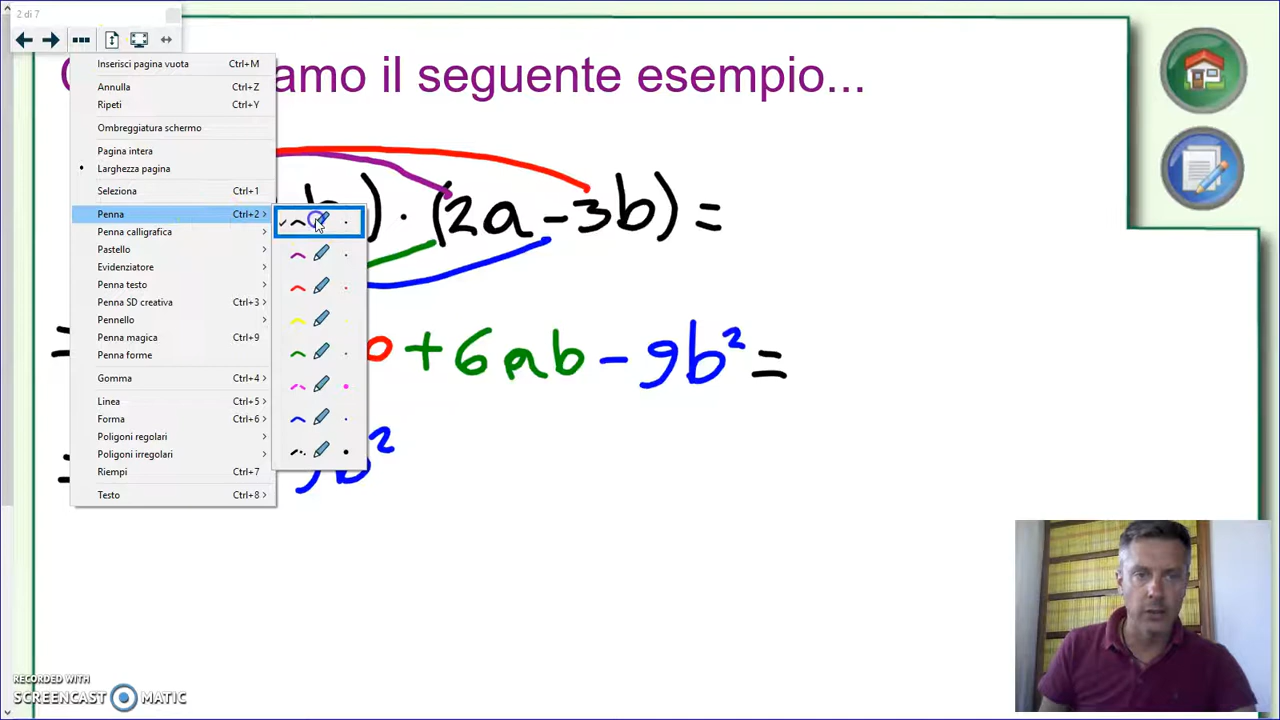 2 di 7
Inserisci pagina vuota Ctrl+M
Annulla Ctrl+Z
Ripeti Ctrl+Y
Ombreggiatura schermo
Pagina intera
Larghezza pagina
Seleziona Ctrl+1
Penna Ctrl+2
Penna calligrafica
Pastello
Evidenziatore
Penna testo
Penna SD creativa Ctrl+3
Pennello
Penna magica Ctrl+9
Penna forme
Gomma Ctrl+4
Linea Ctrl+5
Forma Ctrl+6
Poligoni regolari
Poligoni irregolari
Riempi Ctrl+7
Testo Ctrl+8
amo il seguente esempio...
) · (2a - 3b) =
+ 6ab - 9b² =
9b²
RECORDED WITH
SCREENCAST MATIC